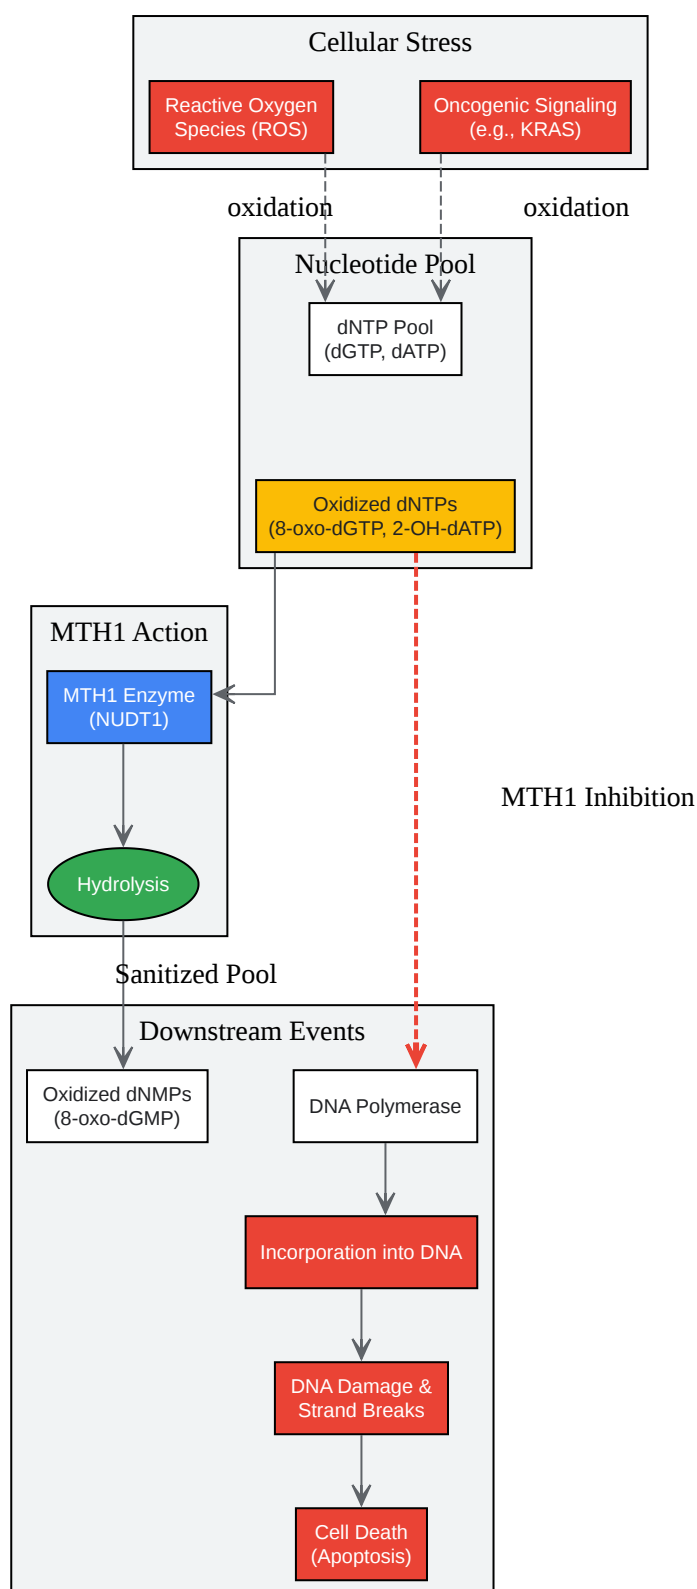 Cellular Stress
Reactive Oxygen
Species (ROS)
Oncogenic Signaling
(e.g., KRAS)
oxidation
oxidation
Nucleotide Pool
dNTP Pool
(dGTP, dATP)
Oxidized dNTPs
(8-oxo-dGTP, 2-OH-dATP)
MTH1 Action
MTH1 Enzyme
(NUDT1)
MTH1 Inhibition
Hydrolysis
Sanitized Pool
Downstream Events
Oxidized dNMPs
(8-oxo-dGMP)
DNA Polymerase
Incorporation into DNA
DNA Damage &
Strand Breaks
Cell Death
(Apoptosis)